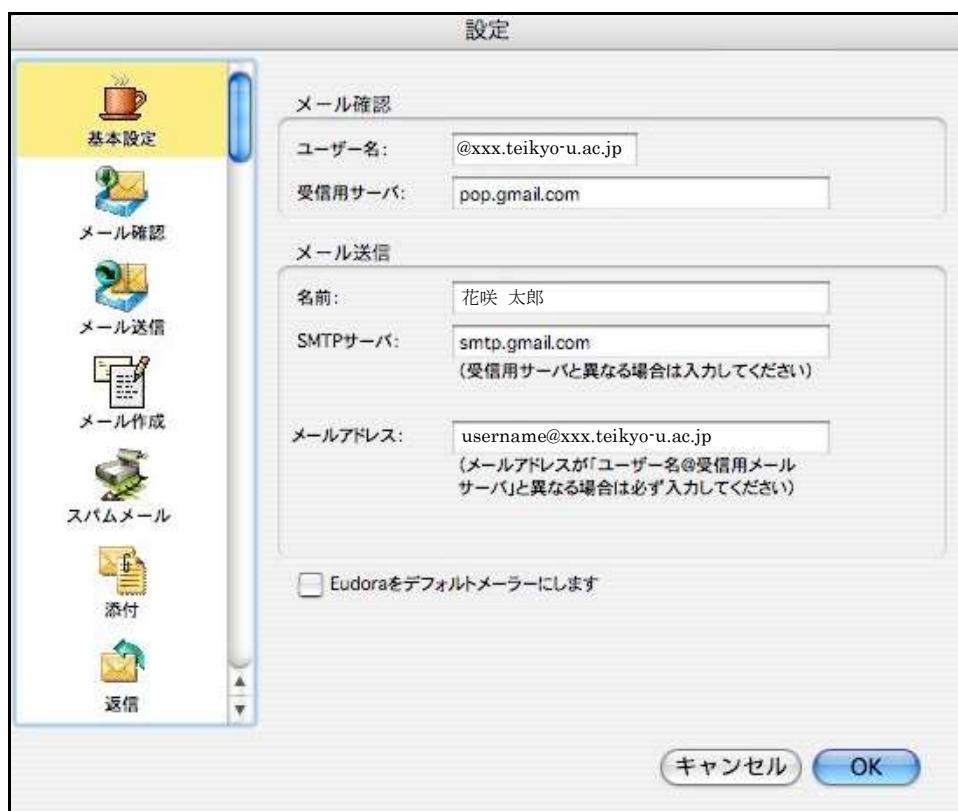 設定
基本設定
メール確認
メール送信
メール作成
スパムメール
添付
返信
メール確認
ユーザー名:
@xxx.teikyo-u.ac.jp
受信用サーバ:
pop.gmail.com
メール送信
名前:
花咲 太郎
SMTPサーバ:
smtp.gmail.com
(受信用サーバと異なる場合は入力してください)
メールアドレス:
username@xxx.teikyo-u.ac.jp
(メールアドレスが「ユーザー名@受信用メール
サーバ」と異なる場合は必ず入力してください)
Eudoraをデフォルトメーラーにします
キャンセル
OK